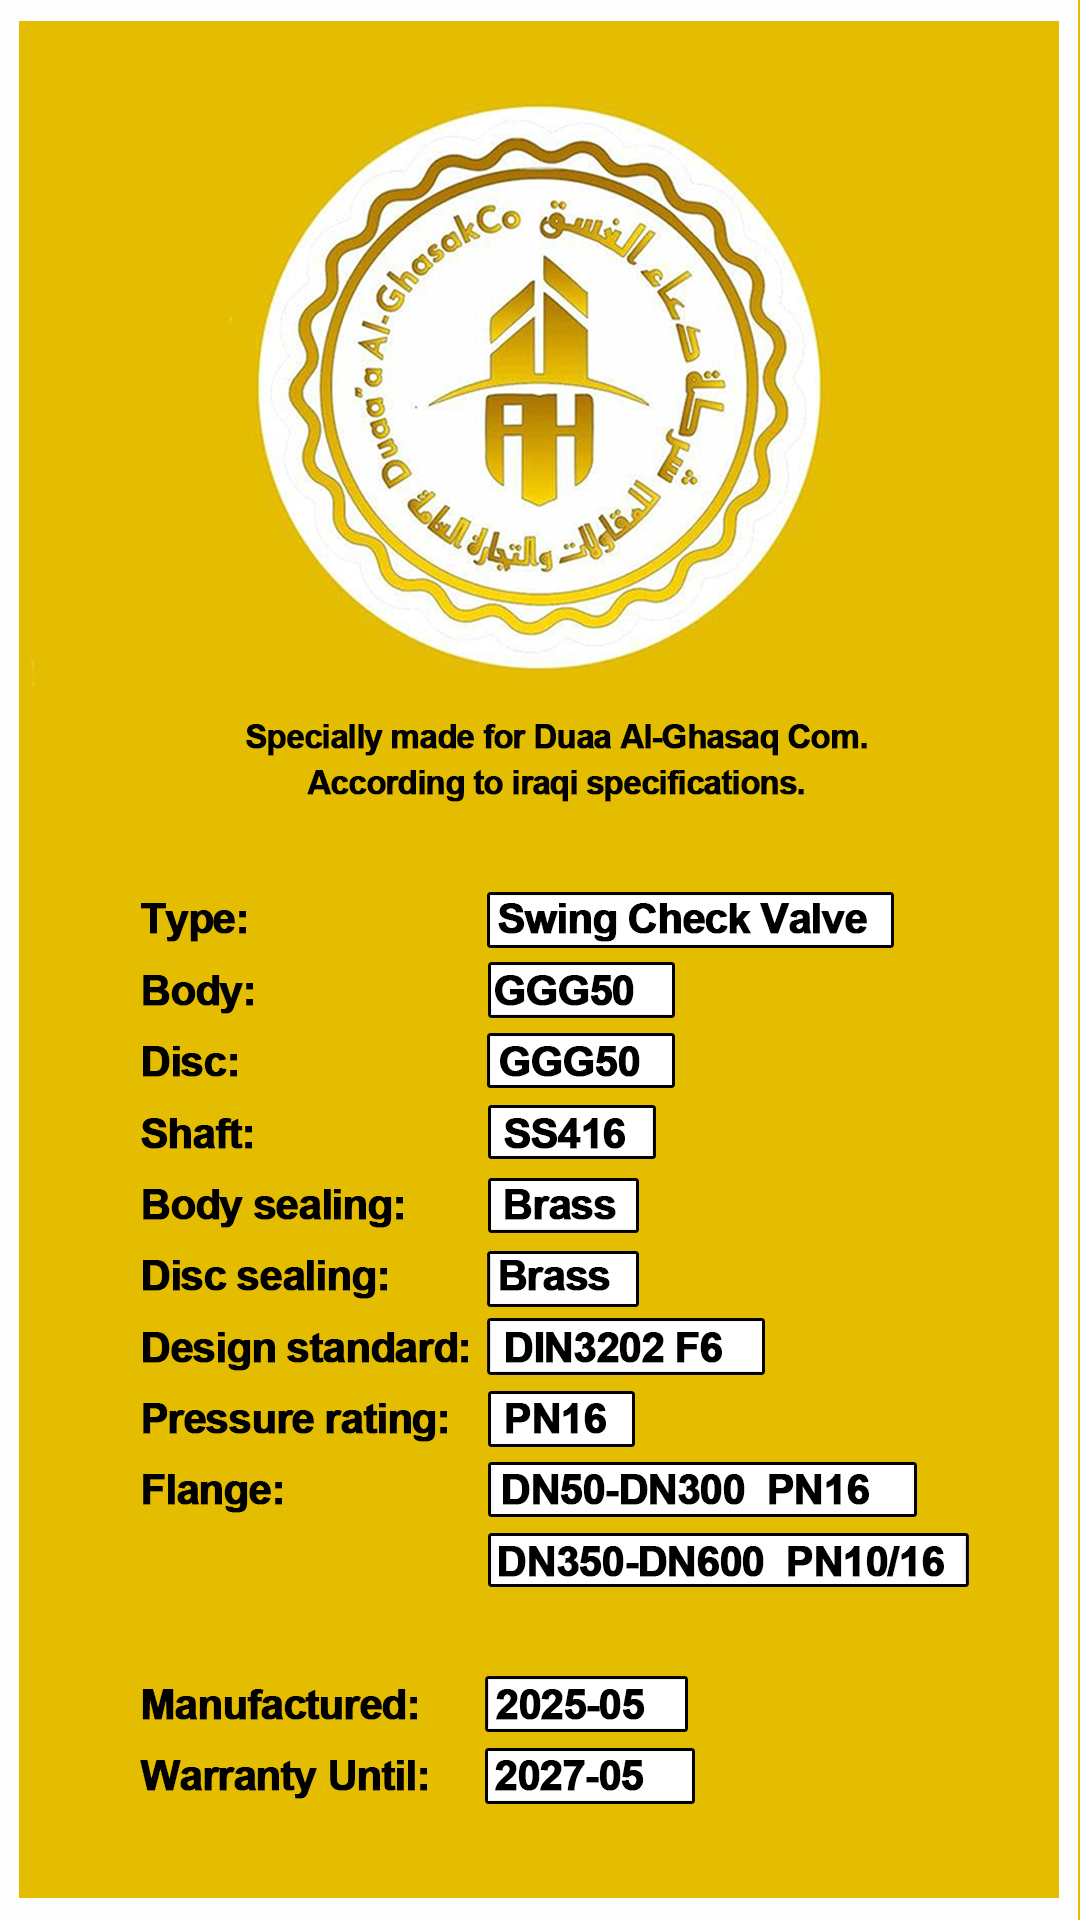 Duaa"a Al-GhasakCo
شركة دعاء الغسق
للمقاولات والتجارة العامة
AH
Specially made for Duaa Al-Ghasaq Com.
According to iraqi specifications.
Type: Swing Check Valve
Body: GGG50
Disc: GGG50
Shaft: SS416
Body sealing: Brass
Disc sealing: Brass
Design standard: DIN3202 F6
Pressure rating: PN16
Flange: DN50-DN300 PN16
DN350-DN600 PN10/16
Manufactured: 2025-05
Warranty Until: 2027-05